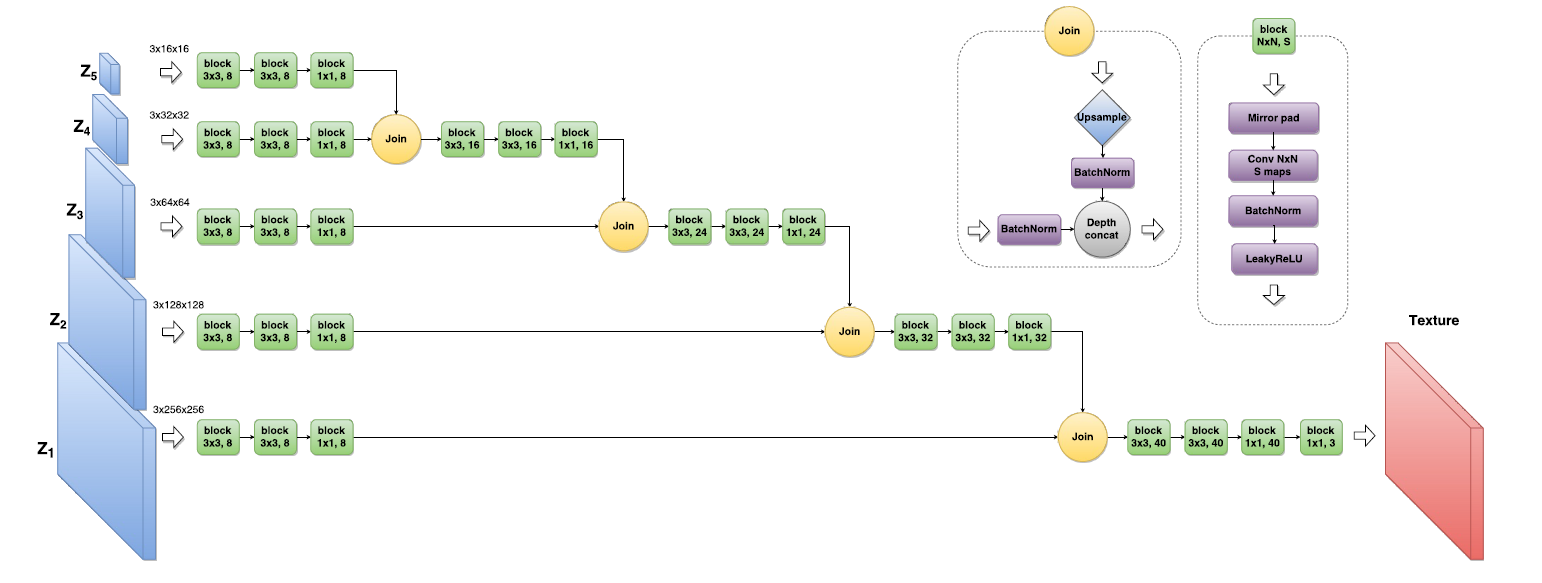 Join
block
NxN, S
3x16x16
Z5
block
3x3, 8
block
3x3, 8
block
1x1, 8
Upsample
Mirror pad
3x32x32
Z4
block
3x3, 8
block
3x3, 8
block
1x1, 8
Join
block
3x3, 16
block
3x3, 16
block
1x1, 16
BatchNorm
Conv NxN
S maps
3x64x64
Z3
block
3x3, 8
block
3x3, 8
block
1x1, 8
Join
block
3x3, 24
block
3x3, 24
block
1x1, 24
BatchNorm
Depth
concat
BatchNorm
LeakyReLU
3x128x128
Z2
block
3x3, 8
block
3x3, 8
block
1x1, 8
Join
block
3x3, 32
block
3x3, 32
block
1x1, 32
Texture
3x256x256
Z1
block
3x3, 8
block
3x3, 8
block
1x1, 8
Join
block
3x3, 40
block
3x3, 40
block
1x1, 40
block
1x1, 3